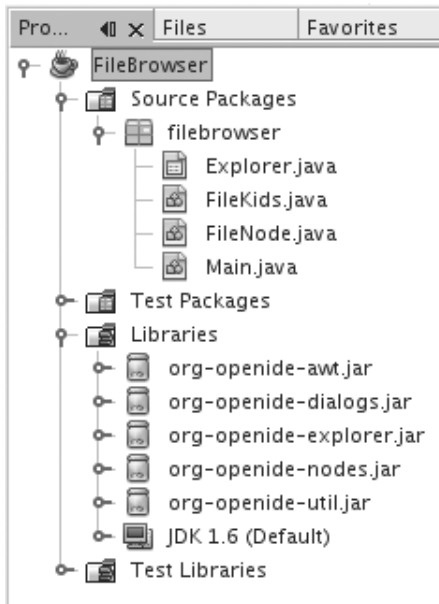 Pro... Files Favorites
FileBrowser
Source Packages
filebrowser
Explorer.java
FileKids.java
FileNode.java
Main.java
Test Packages
Libraries
org-openide-awt.jar
org-openide-dialogs.jar
org-openide-explorer.jar
org-openide-nodes.jar
org-openide-util.jar
JDK 1.6 (Default)
Test Libraries